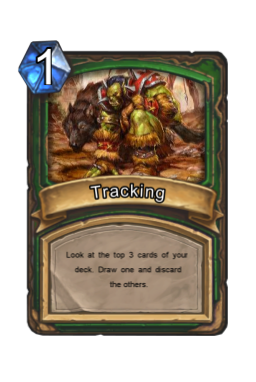 1
Tracking
Look at the top 3 cards of your
deck. Draw one and discard
the others.